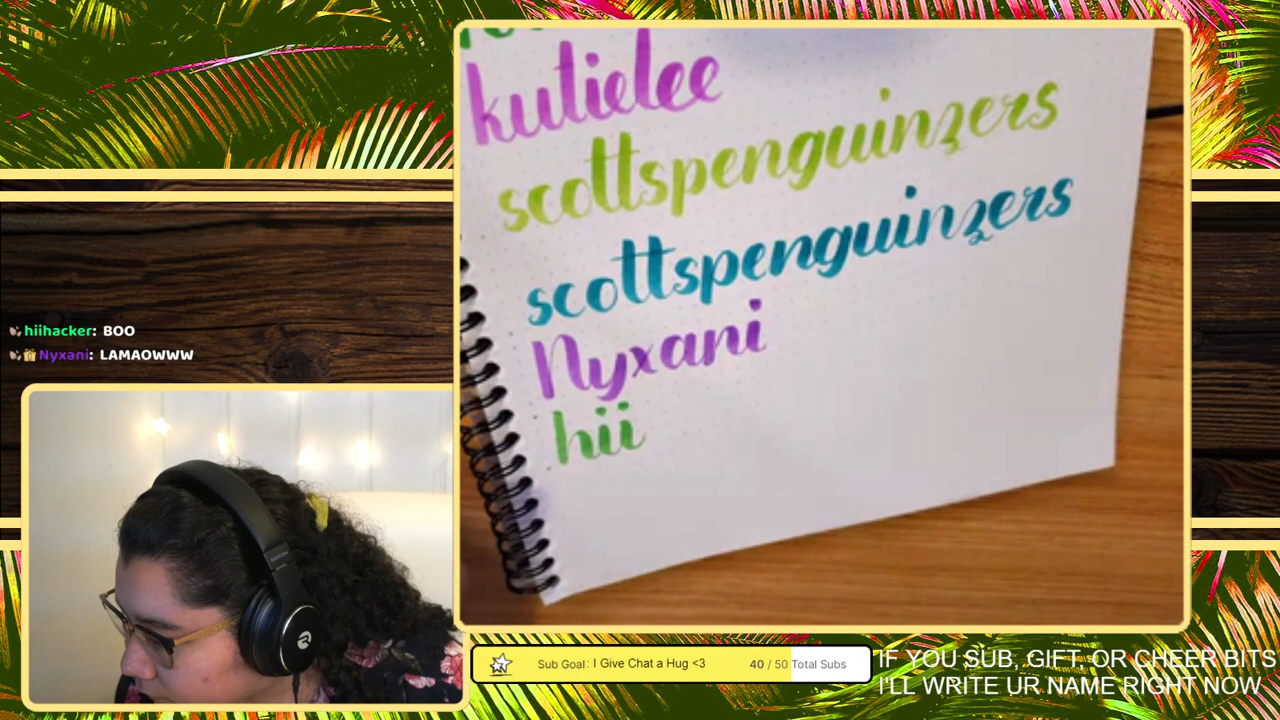 kutielee
scottspenguinzers
scottspenguinzers
Nyxani
hii
hiihacker: BOO
Nyxani: LAMAOWWW
Sub Goal: I Give Chat a Hug <3 40 / 50 Total Subs
IF YOU SUB, GIFT, OR CHEER BITS
I'LL WRITE UR NAME RIGHT NOW